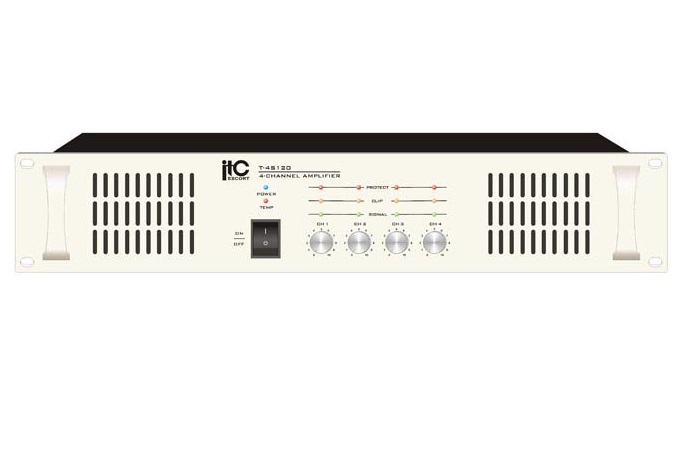 itc
ESCORT
T-4S120
4-CHANNEL AMPLIFIER
POWER
TEMP
PROTECT
CLIP
SIGNAL
ON
OFF
CH 1 CH 2 CH 3 CH 4